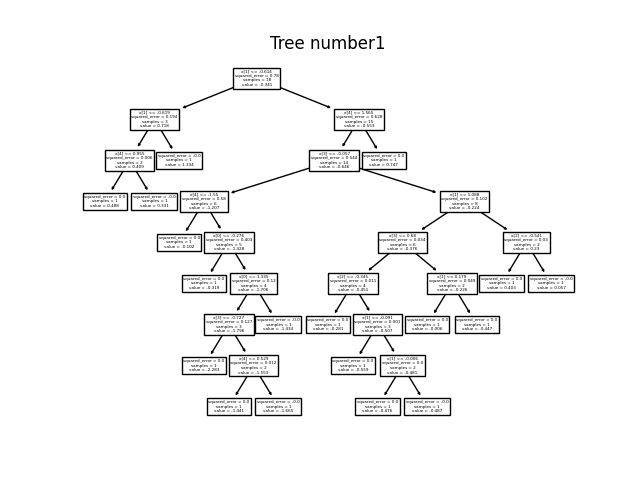 Tree number1
x[1] <= -0.614
squared_error = 0.78
samples = 18
value = -0.341
x[1] <= -0.819
squared_error = 0.194
samples = 3
value = 0.718
x[4] <= 1.565
squared_error = 0.628
samples = 15
value = -0.553
x[4] <= 0.955
squared_error = 0.006
samples = 2
value = 0.409
squared_error = -0.0
samples = 1
value = 1.334
x[3] <= -0.057
squared_error = 0.544
samples = 14
value = -0.646
squared_error = 0.0
samples = 1
value = 0.747
squared_error = 0.0
samples = 1
value = 0.488
squared_error = -0.0
samples = 1
value = 0.331
x[4] <= -1.55
squared_error = 0.58
samples = 6
value = -1.207
x[1] <= 1.088
squared_error = 0.102
samples = 8
value = -0.224
squared_error = 0.0
samples = 1
value = -0.102
x[0] <= -0.276
squared_error = 0.403
samples = 5
value = -1.428
x[3] <= 0.68
squared_error = 0.034
samples = 6
value = -0.376
x[2] <= -0.541
squared_error = 0.03
samples = 2
value = 0.23
squared_error = 0.0
samples = 1
value = -0.319
x[0] <= 1.335
squared_error = 0.12
samples = 4
value = -1.706
x[2] <= -0.345
squared_error = 0.011
samples = 4
value = -0.451
x[1] <= 0.179
squared_error = 0.049
samples = 2
value = -0.226
squared_error = 0.0
samples = 1
value = 0.403
squared_error = -0.0
samples = 1
value = 0.057
x[3] <= -0.727
squared_error = 0.127
samples = 3
value = -1.796
squared_error = -0.0
samples = 1
value = -1.434
squared_error = 0.0
samples = 1
value = -0.281
x[1] <= -0.091
squared_error = 0.001
samples = 3
value = -0.507
squared_error = 0.0
samples = 1
value = -0.006
squared_error = 0.0
samples = 1
value = -0.447
squared_error = 0.0
samples = 1
value = -2.283
x[4] <= 0.529
squared_error = 0.012
samples = 2
value = -1.553
squared_error = 0.0
samples = 1
value = -0.559
x[1] <= -0.006
squared_error = 0.0
samples = 2
value = -0.481
squared_error = 0.0
samples = 1
value = -1.441
squared_error = -0.0
samples = 1
value = -1.665
squared_error = 0.0
samples = 1
value = -0.476
squared_error = -0.0
samples = 1
value = -0.487